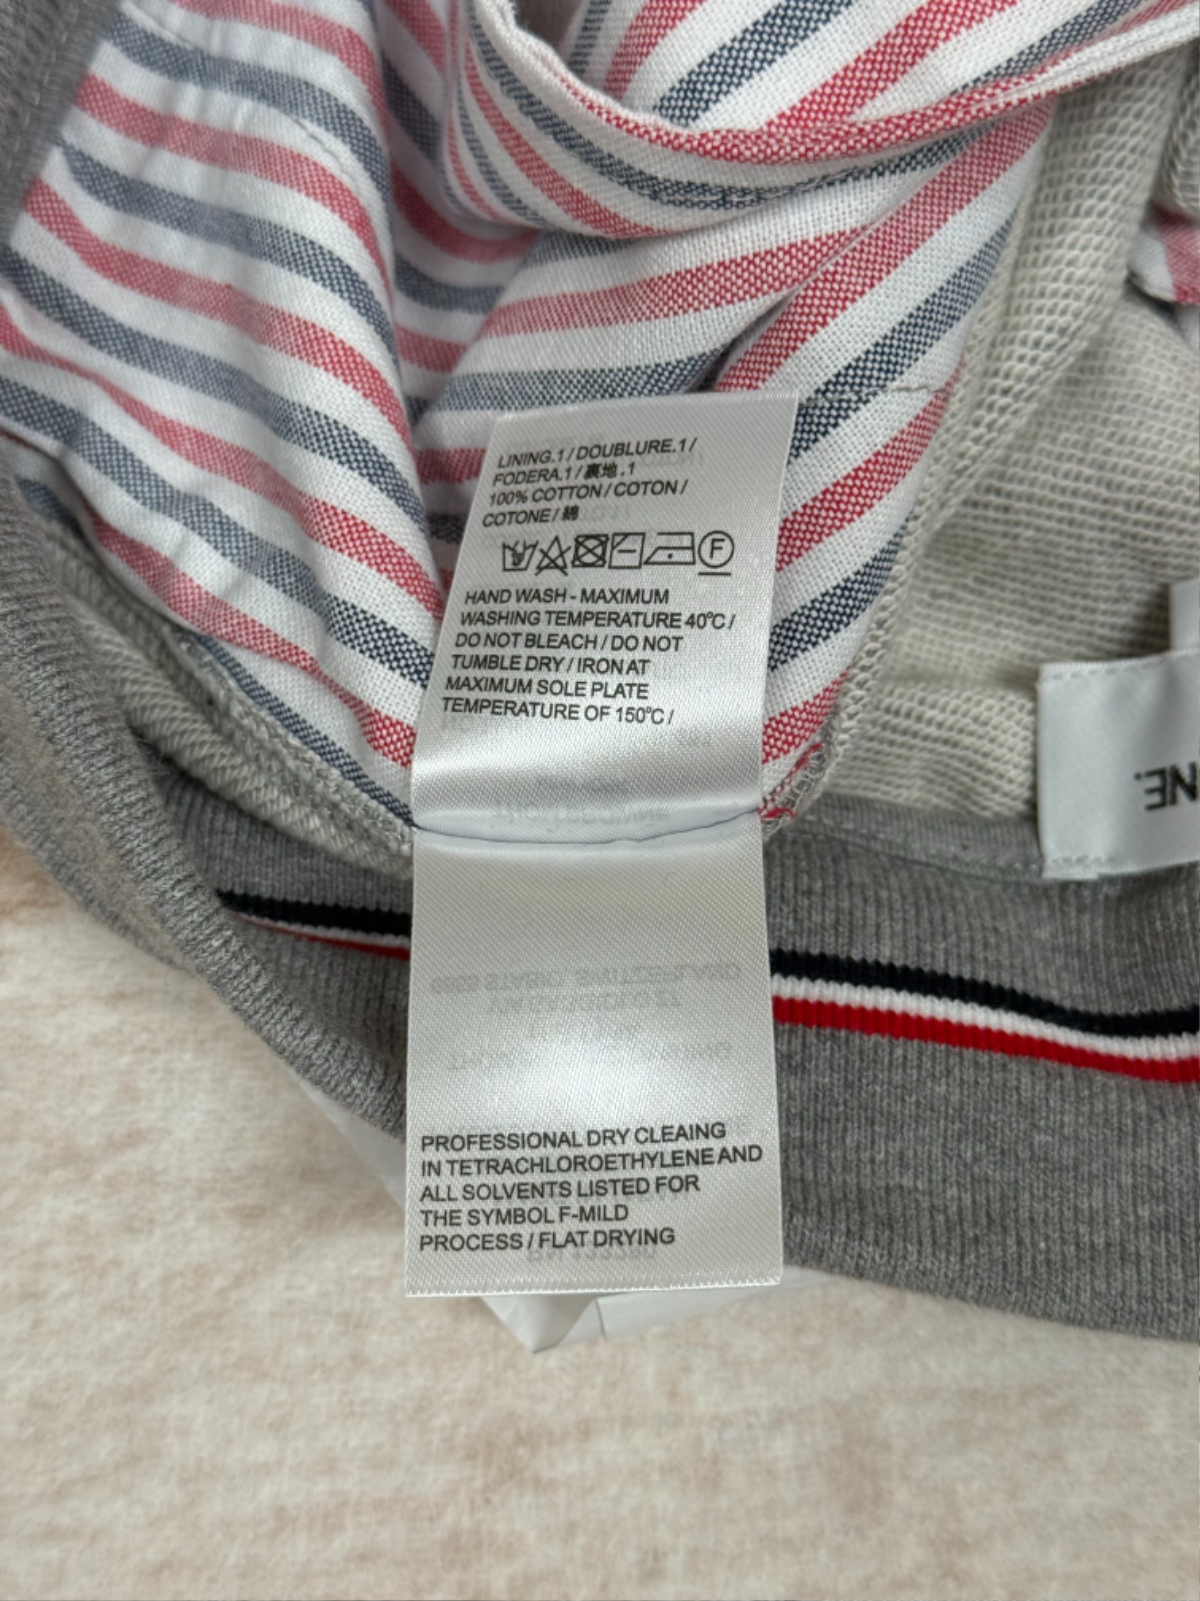 LINING.1 / DOUBLURE.1 /
FODERA.1 / 裏地 .1
100% COTTON / COTON /
COTONE / 綿
F
HAND WASH - MAXIMUM
WASHING TEMPERATURE 40°C /
DO NOT BLEACH / DO NOT
TUMBLE DRY / IRON AT
MAXIMUM SOLE PLATE
TEMPERATURE OF 150°C /
NE.
PROFESSIONAL DRY CLEAING
IN TETRACHLOROETHYLENE AND
ALL SOLVENTS LISTED FOR
THE SYMBOL F-MILD
PROCESS / FLAT DRYING